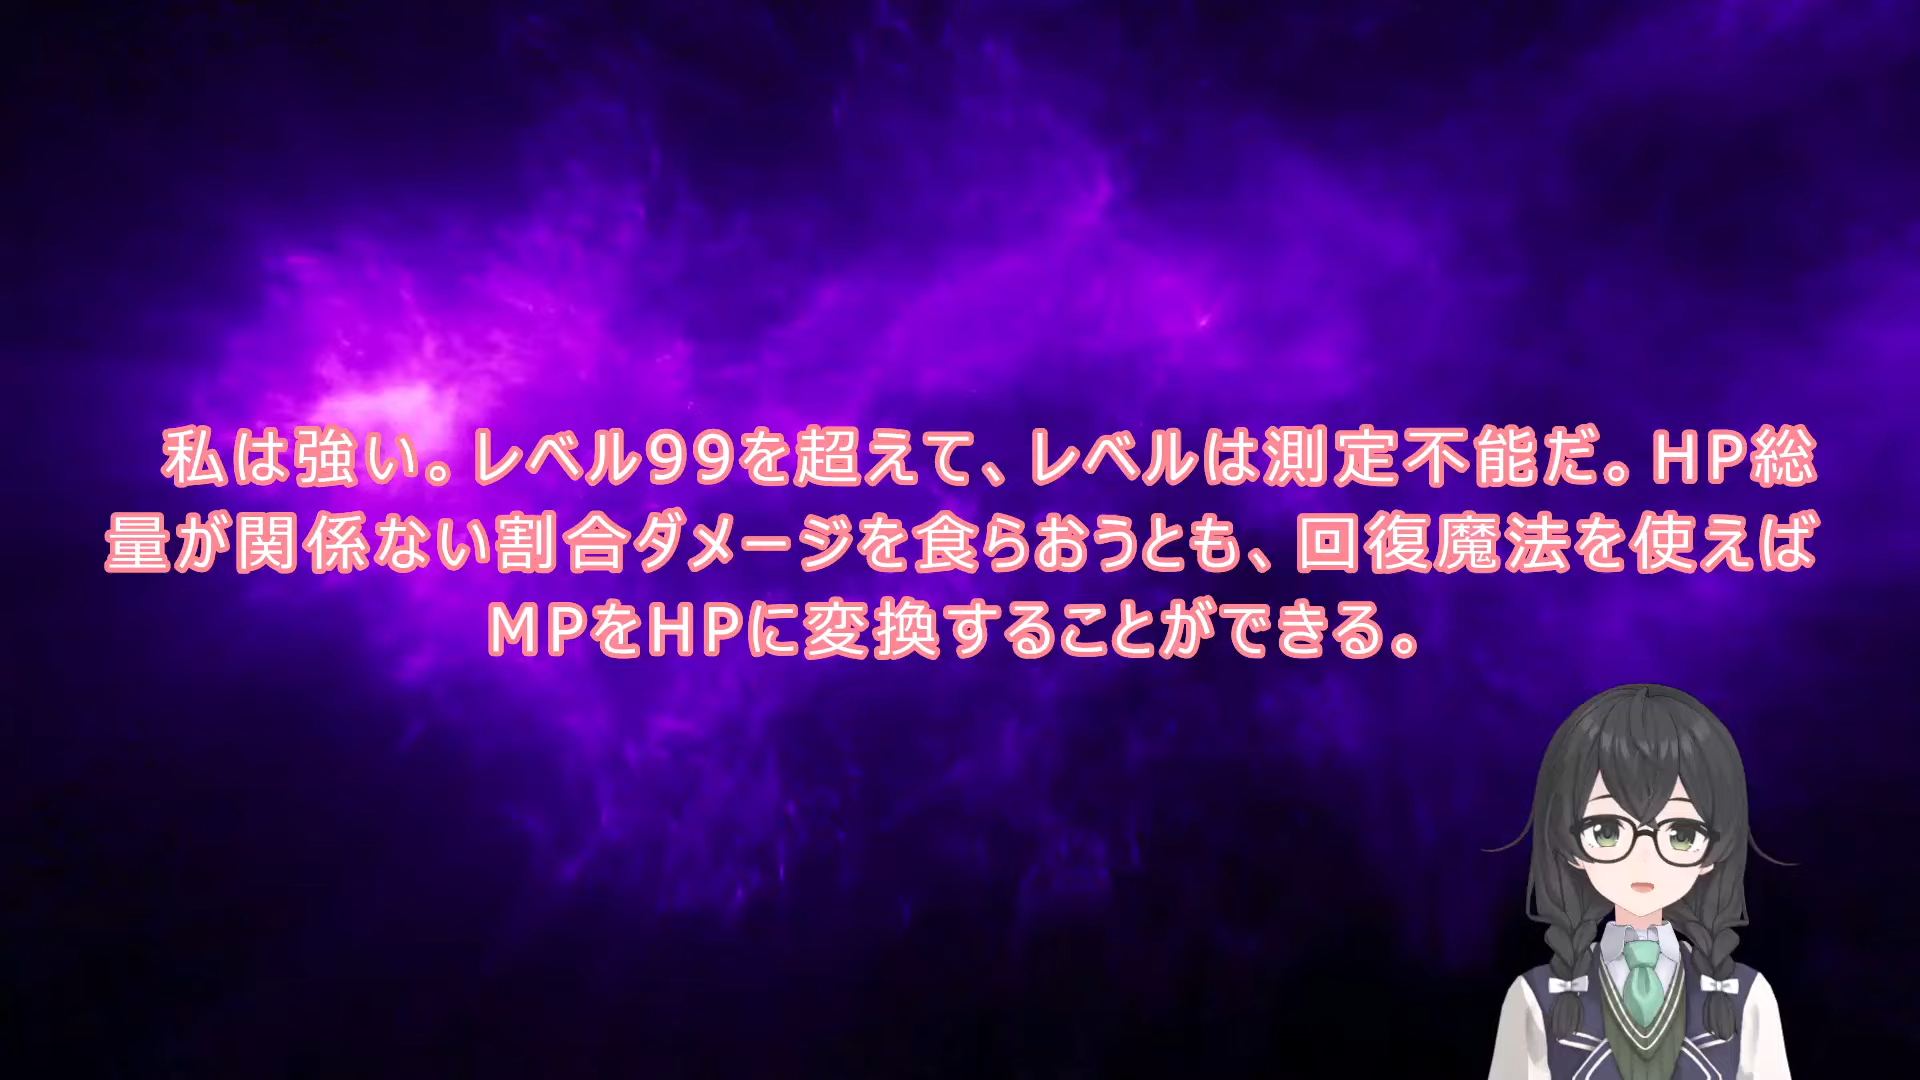 私は強い。レベル99を超えて、レベルは測定不能だ。HP総
量が関係ない割合ダメージを食らおうとも、回復魔法を使えば
MPをHPに変換することができる。